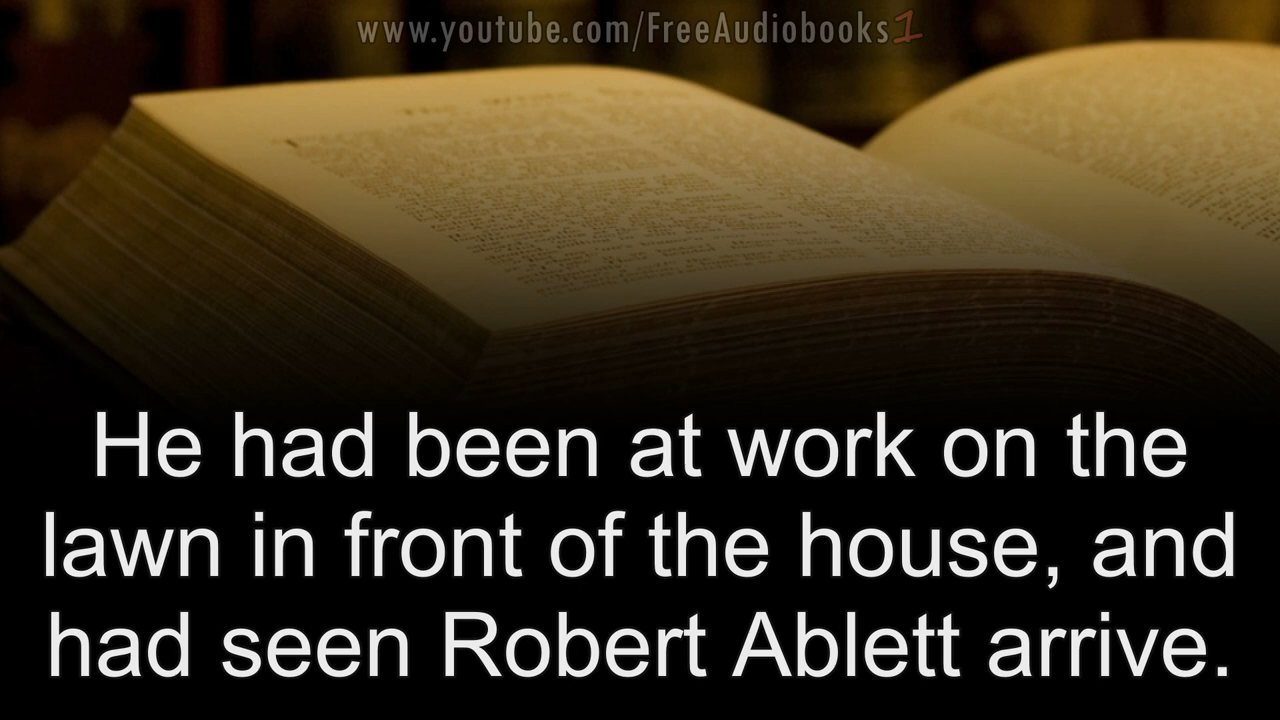 www.youtube.com/FreeAudiobooks1
He had been at work on the
lawn in front of the house, and
had seen Robert Ablett arrive.